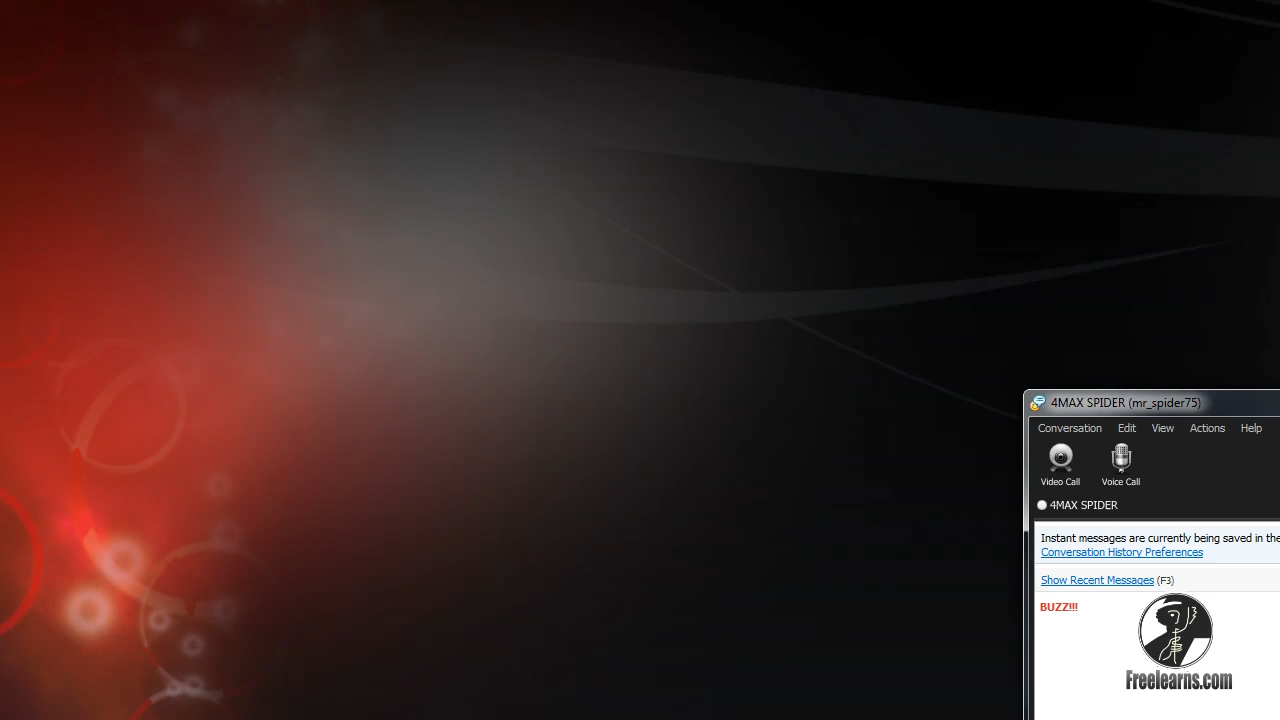 4MAX SPIDER (mr_spider75)
Conversation Edit View Actions Help
Video Call Voice Call
4MAX SPIDER
Instant messages are currently being saved in the
Conversation History Preferences
Show Recent Messages (F3)
BUZZ!!!
Freelearns.com